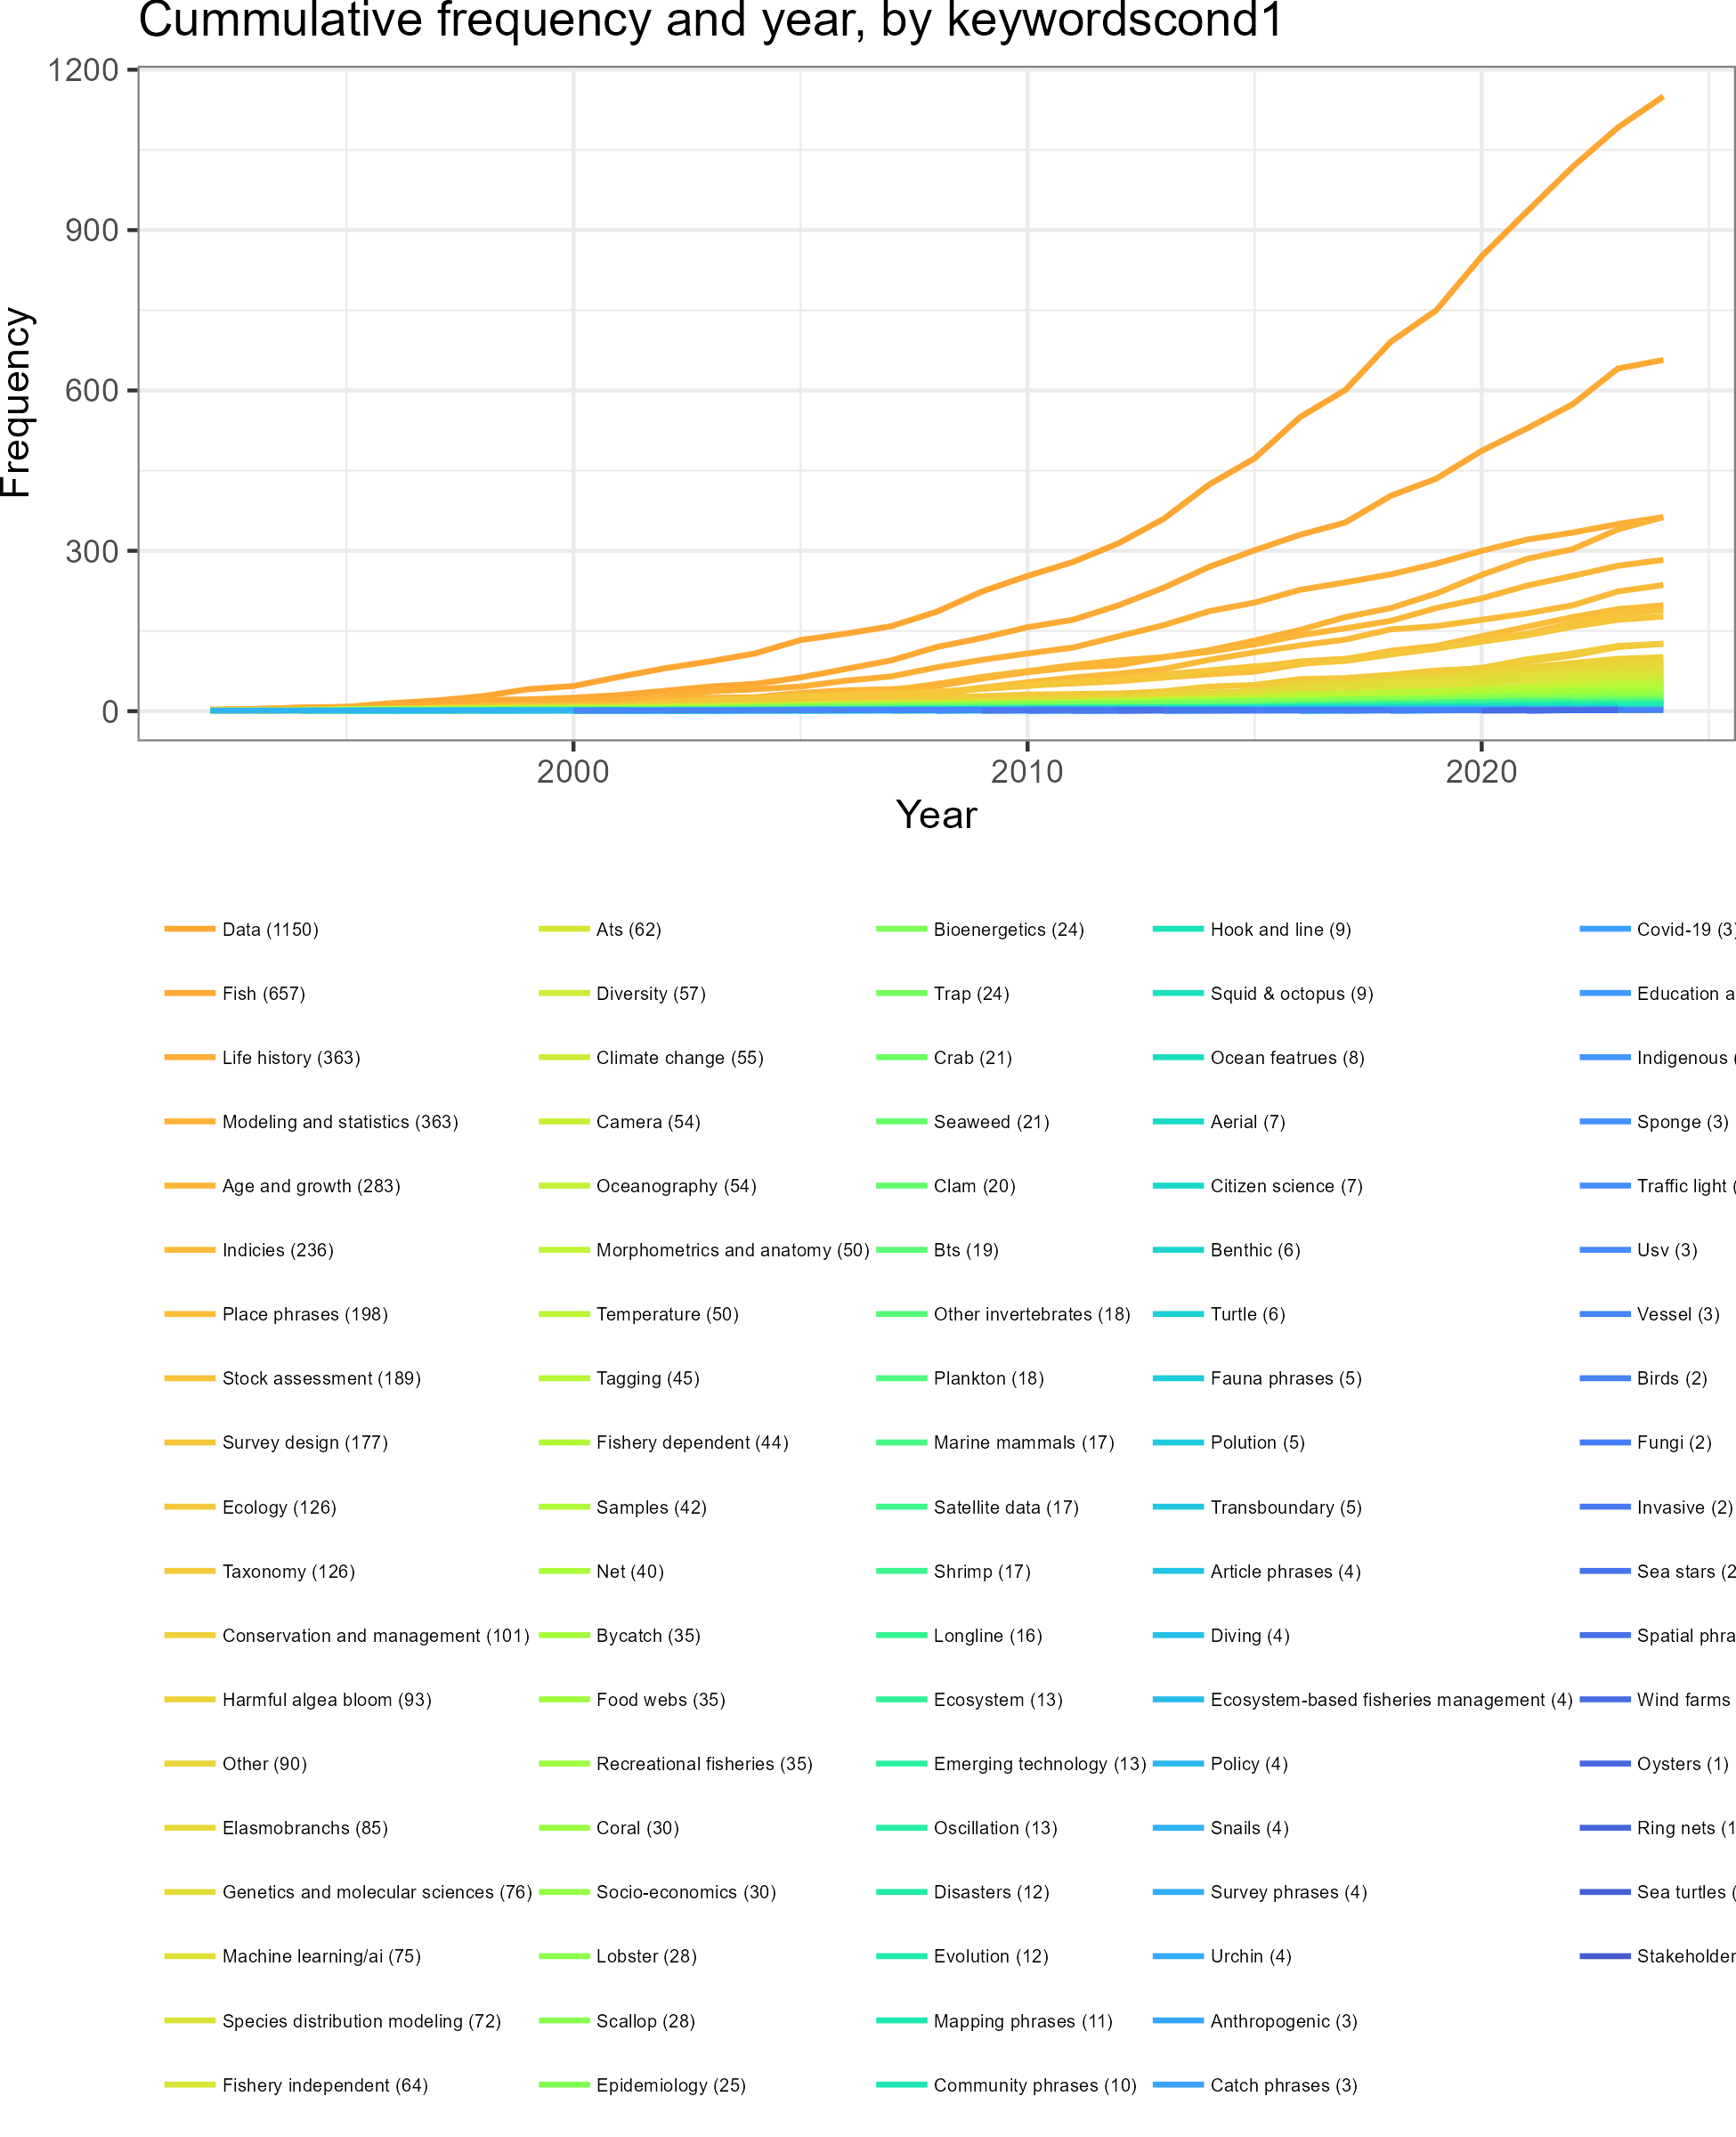 Cummulative frequency and year, by keywordscond1
1200
900
600
300
0
Frequency
2000
2010
2020
Year
Data (1150)
Fish (657)
Life history (363)
Modeling and statistics (363)
Age and growth (283)
Indicies (236)
Place phrases (198)
Stock assessment (189)
Survey design (177)
Ecology (126)
Taxonomy (126)
Conservation and management (101)
Harmful algea bloom (93)
Other (90)
Elasmobranchs (85)
Genetics and molecular sciences (76)
Machine learning/ai (75)
Species distribution modeling (72)
Fishery independent (64)
Ats (62)
Diversity (57)
Climate change (55)
Camera (54)
Oceanography (54)
Morphometrics and anatomy (50)
Temperature (50)
Tagging (45)
Fishery dependent (44)
Samples (42)
Net (40)
Bycatch (35)
Food webs (35)
Recreational fisheries (35)
Coral (30)
Socio-economics (30)
Lobster (28)
Scallop (28)
Epidemiology (25)
Bioenergetics (24)
Trap (24)
Crab (21)
Seaweed (21)
Clam (20)
Bts (19)
Other invertebrates (18)
Plankton (18)
Marine mammals (17)
Satellite data (17)
Shrimp (17)
Longline (16)
Ecosystem (13)
Emerging technology (13)
Oscillation (13)
Disasters (12)
Evolution (12)
Mapping phrases (11)
Community phrases (10)
Hook and line (9)
Squid & octopus (9)
Ocean featrues (8)
Aerial (7)
Citizen science (7)
Benthic (6)
Turtle (6)
Fauna phrases (5)
Polution (5)
Transboundary (5)
Article phrases (4)
Diving (4)
Ecosystem-based fisheries management (4)
Policy (4)
Snails (4)
Survey phrases (4)
Urchin (4)
Anthropogenic (3)
Catch phrases (3)
Covid-19 (3)
Education a
Indigenous (
Sponge (3)
Traffic light (
Usv (3)
Vessel (3)
Birds (2)
Fungi (2)
Invasive (2)
Sea stars (2
Spatial phra
Wind farms
Oysters (1)
Ring nets (1
Sea turtles (
Stakeholder